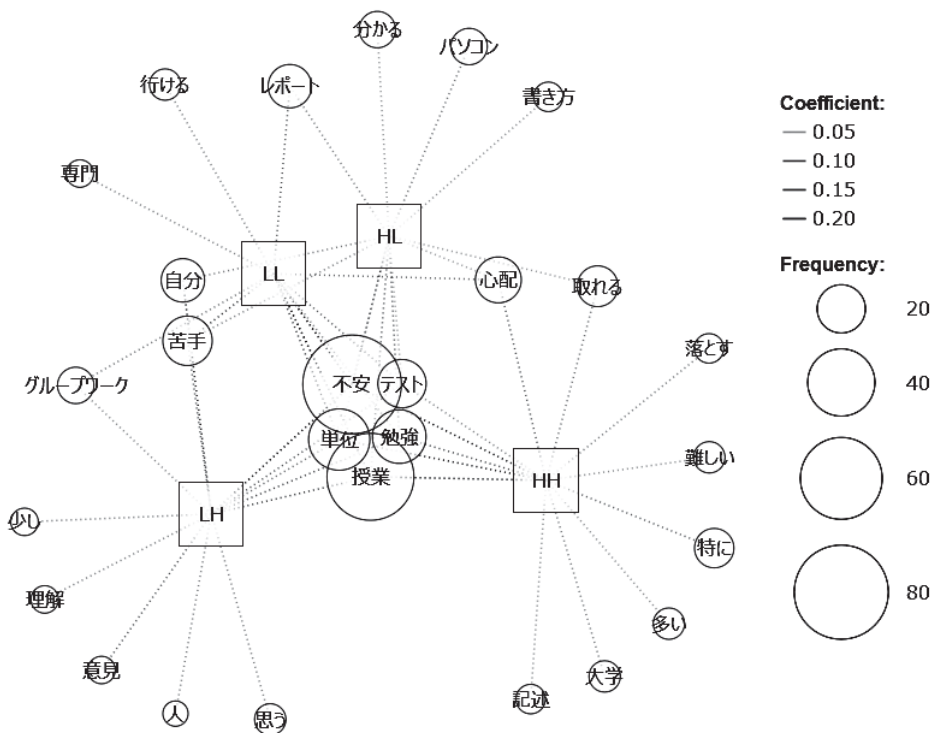 分かる
パソコン
行ける
レポート
書き方
専門
HL
LL
自分
心配
取れる
苦手
落とす
グループワーク
不安
テスト
単位
勉強
難しい
授業
HH
LH
少し
特に
理解
多い
意見
大学
記述
人
思う
Coefficient:
0.05
0.10
0.15
0.20
Frequency:
20
40
60
80